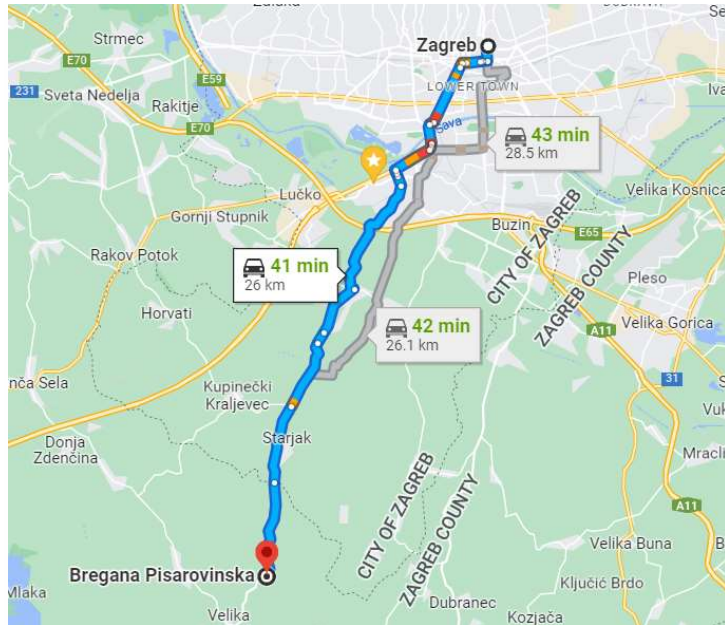 Strmec
E70
E59
Zagreb
LOWER TOWN
231
Sveta Nedelja
Rakitje
E70
Sava
43 min
28.5 km
Lučko
Velika Kosnica
Gornji Stupnik
Buzin
E65
Rakov Potok
41 min
26 km
CITY OF ZAGREB
ZAGREB COUNTY
Pleso
Horvati
42 min
26.1 km
A11
Velika Gorica
31
Kupinečki
Kraljevec
Starjak
Donja
Zdenčina
CITY OF ZAGREB
ZAGREB COUNTY
A11
Bregana Pisarovinska
Velika Buna
Ključić Brdo
Velika
Dubranec
Kozjača